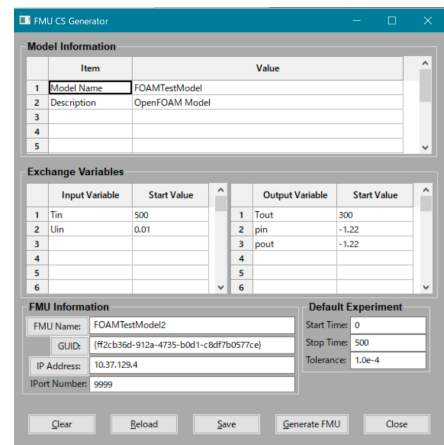 FMU CS Generator
Model Information
Item Value
1 Model Name FOAMTestModel
2 Description OpenFOAM Model
3
4
5
Exchange Variables
Input Variable Start Value
1 Tin 500
2 Uin 0.01
3
4
5
6
Output Variable Start Value
1 Tout 300
2 pin -1.22
3 pout -1.22
4
5
6
FMU Information
FMU Name: FOAMTestModel2
GUID: {ff2cb36d-912a-4735-b0d1-c8df7b0577ce}
IP Address: 10.37.129.4
IPort Number: 9999
Default Experiment
Start Time: 0
Stop Time: 500
Tolerance: 1.0e-4
Clear Reload Save Generate FMU Close